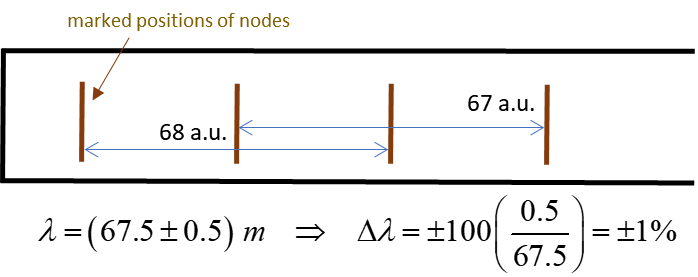 marked positions of nodes
67 a.u.
68 a.u.
λ = (67.5 ± 0.5) m ⇒ Δλ = ±100(0.5/67.5) = ±1%